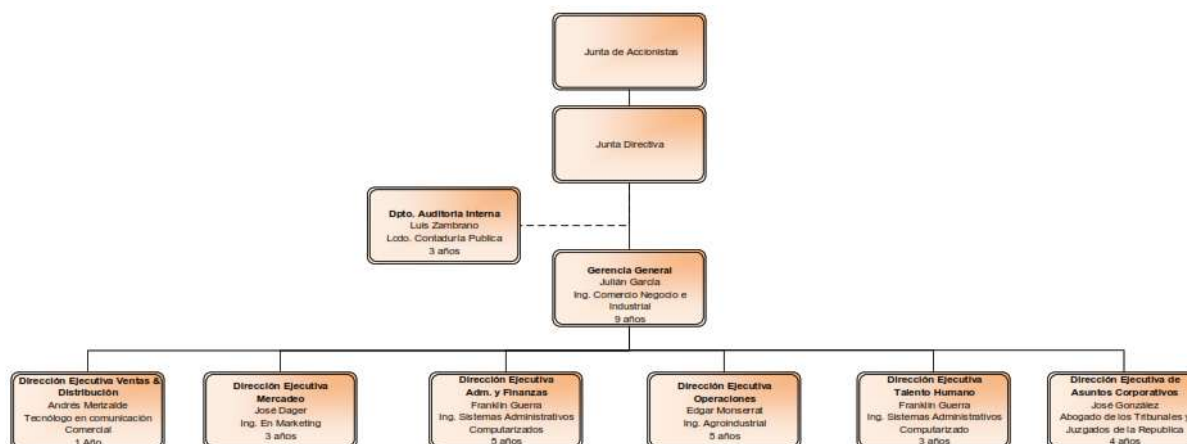 Junta de Accionistas
Junta Directiva
Dpto. Auditoria Interna
Luis Zambrano
Lcdo. Contaduría Publica
3 años
Gerencia General
Julián García
Ing. Comercio Negocio e
Industrial
9 años
Dirección Ejecutiva Ventas &
Distribución
Andrés Merizalde
Tecnólogo en comunicación
Comercial
1 Año
Dirección Ejecutiva
Mercadeo
José Dager
Ing. En Marketing
3 años
Dirección Ejecutiva
Adm. y Finanzas
Franklin Guerra
Ing. Sistemas Administrativos
Computarizados
5 años
Dirección Ejecutiva
Operaciones
Edgar Monserrat
Ing. Agroindustrial
5 años
Dirección Ejecutiva
Talento Humano
Franklin Guerra
Ing. Sistemas Administrativos
Computarizado
3 años
Dirección Ejecutiva de
Asuntos Corporativos
José González
Abogado de los Tribunales y
Juzgados de la Republica
4 años